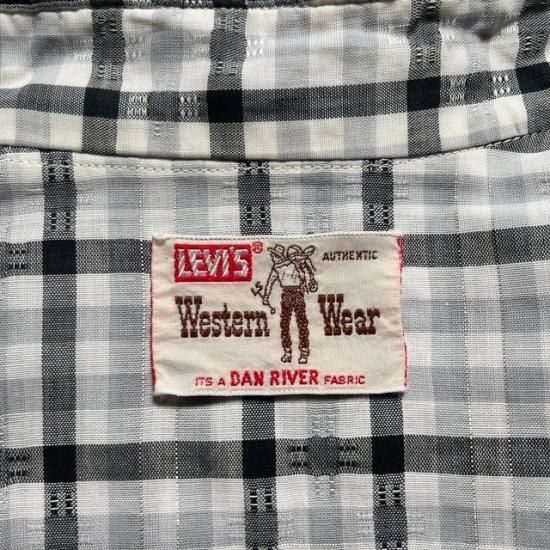 LEVI'S® AUTHENTIC
Western Wear
ITS A DAN RIVER FABRIC